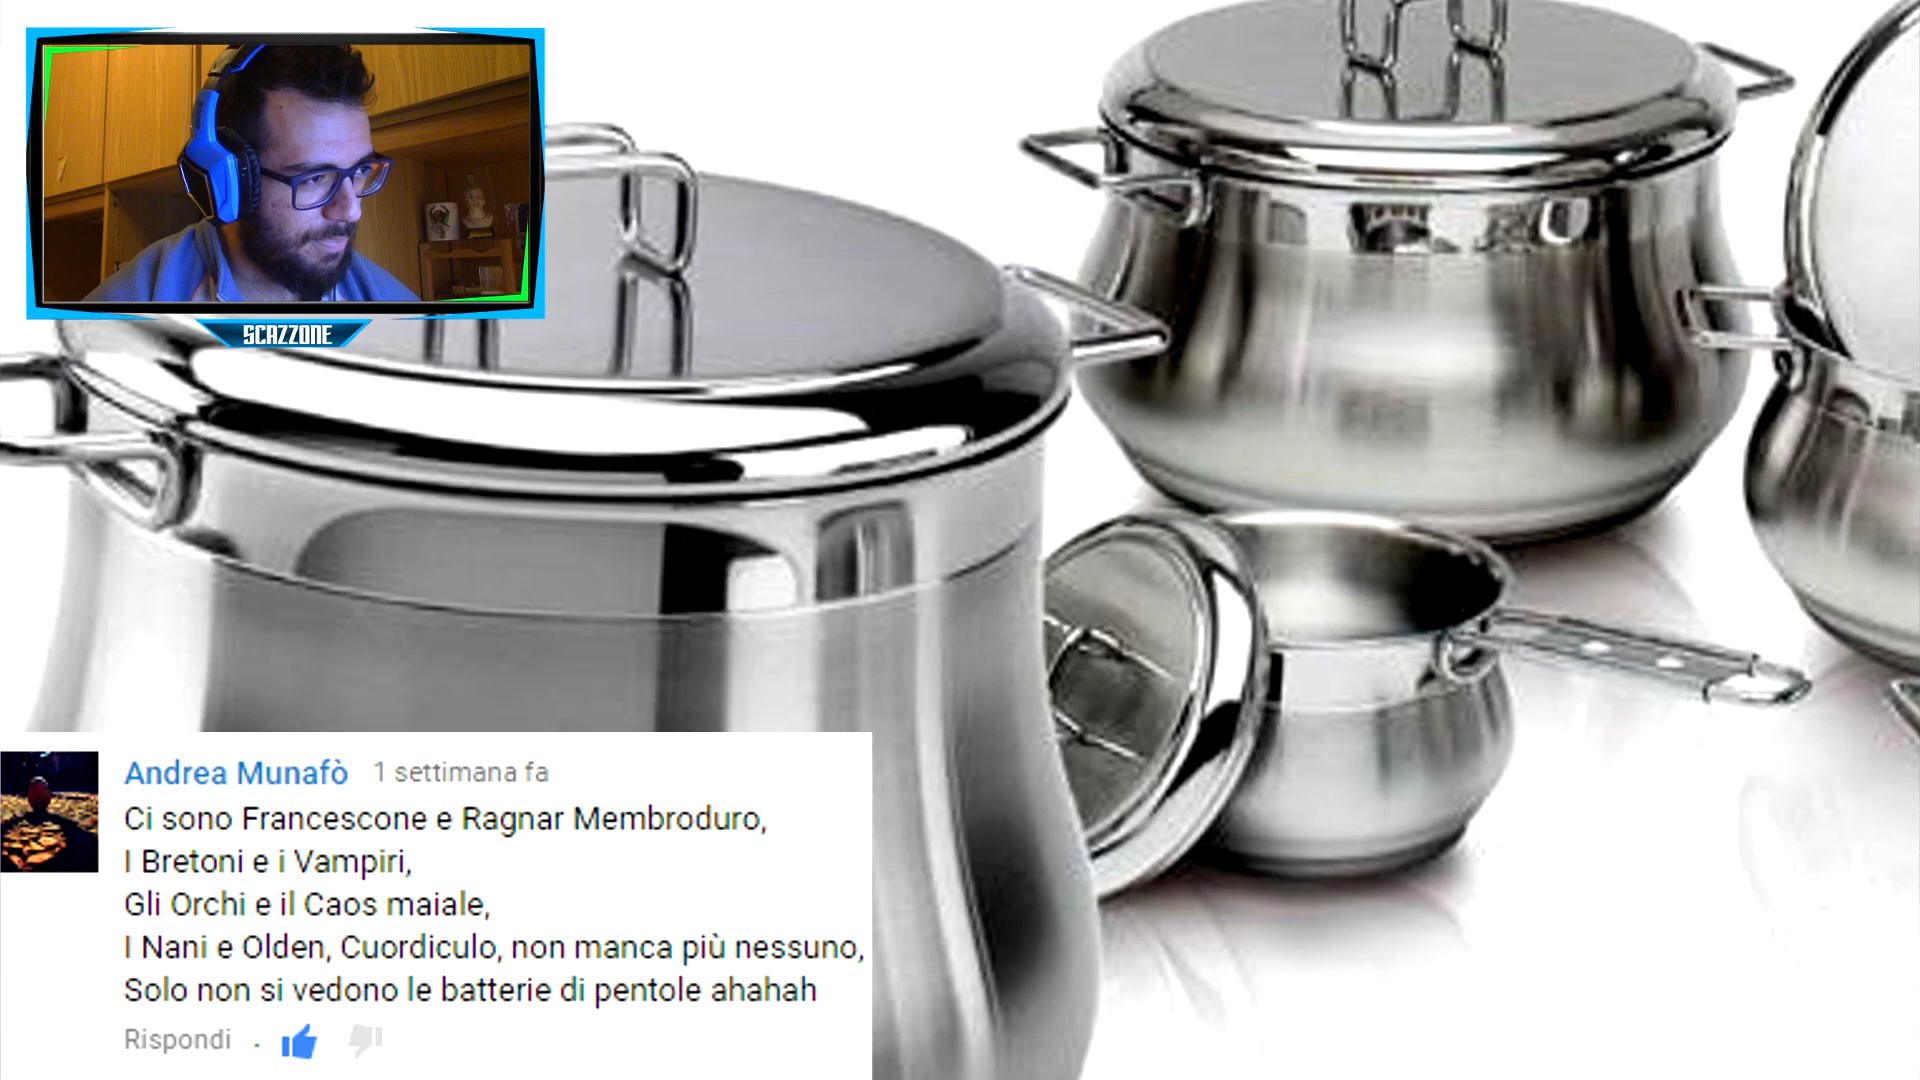 SCAZZONE
Andrea Munafò 1 settimana fa
Ci sono Francescone e Ragnar Membroduro,
I Bretoni e i Vampiri,
Gli Orchi e il Caos maiale,
I Nani e Olden, Cuordiculo, non manca più nessuno,
Solo non si vedono le batterie di pentole ahahah
Rispondi .